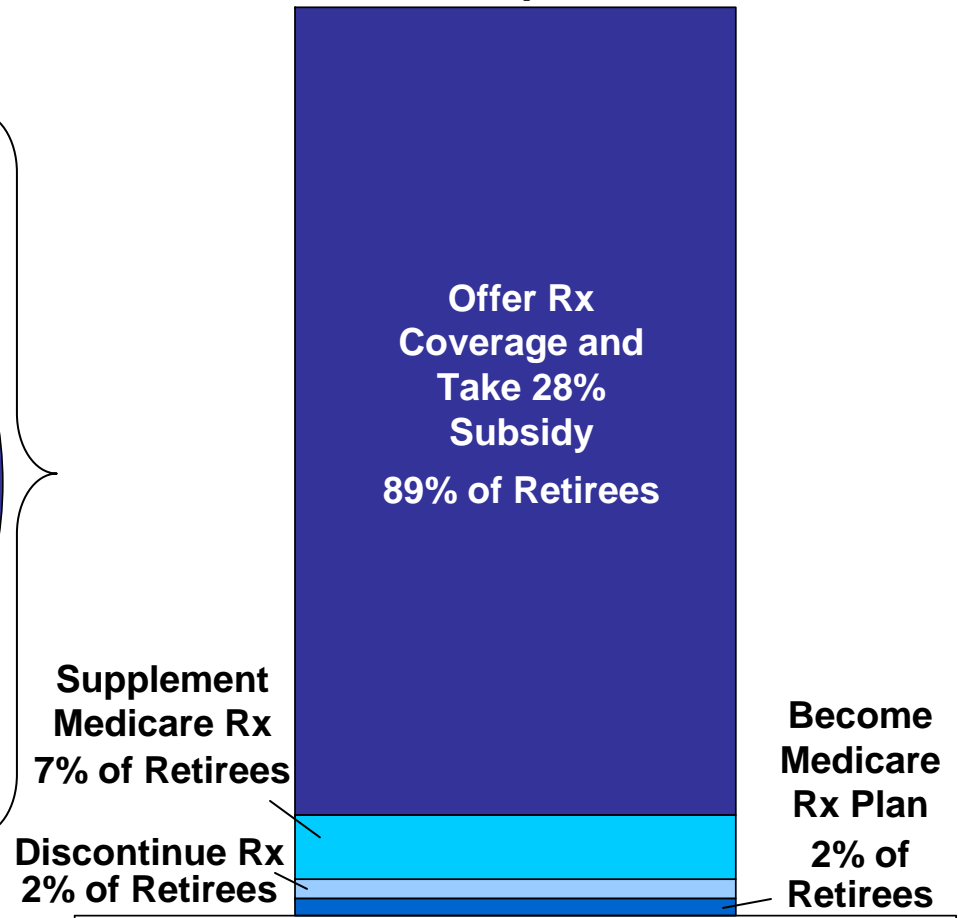 Offer Rx
Coverage and
Take 28%
Subsidy
89% of Retirees
Supplement
Medicare Rx
7% of Retirees
Discontinue Rx
2% of Retirees
Become
Medicare
Rx Plan
2% of
Retirees